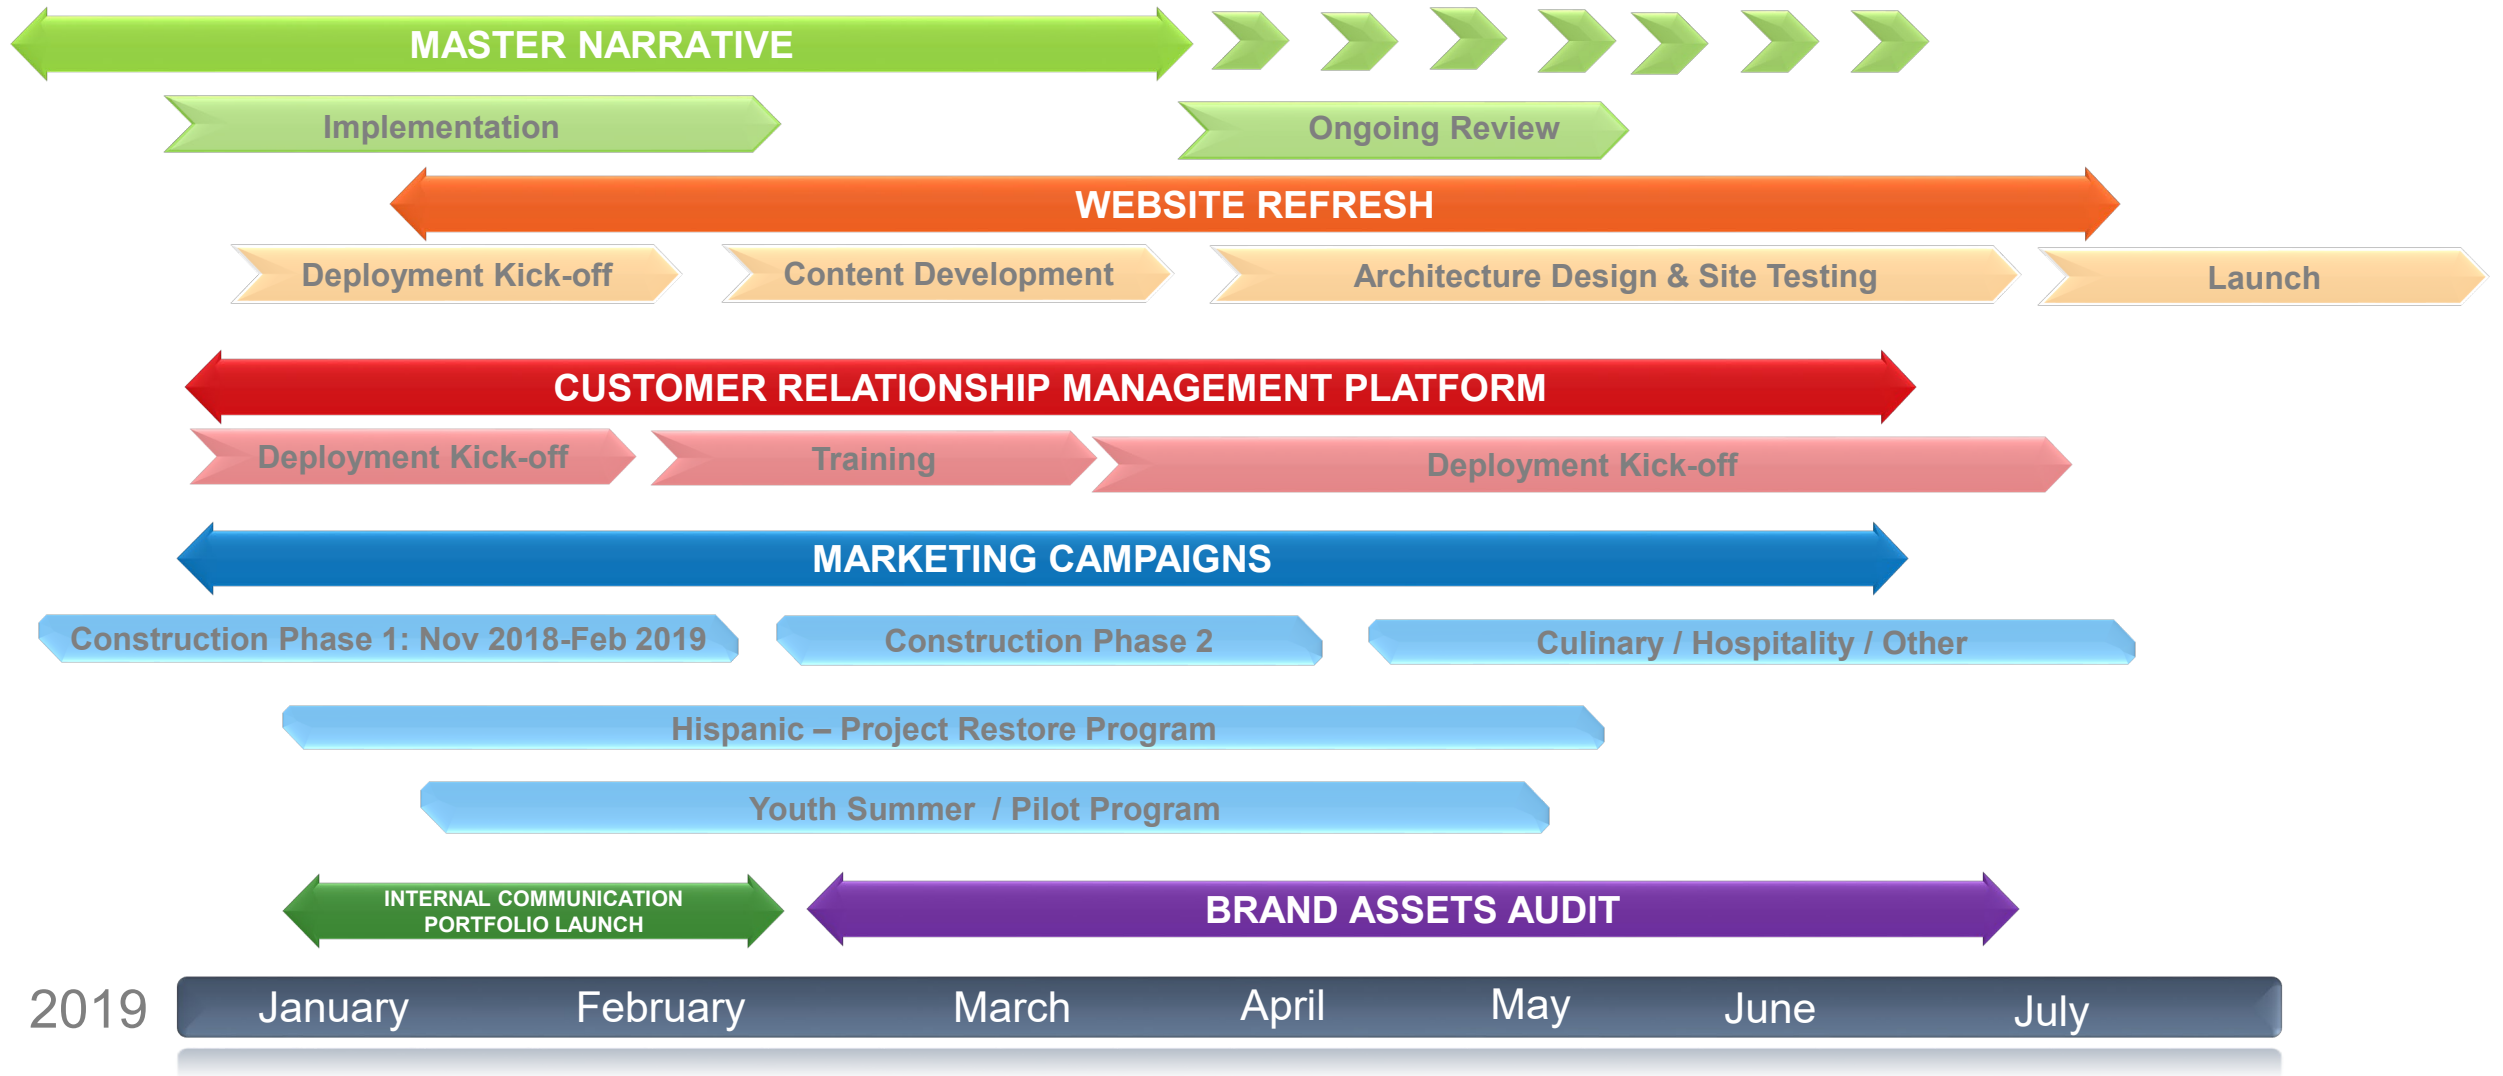 MASTER NARRATIVE
Implementation
Ongoing Review
WEBSITE REFRESH
Deployment Kick-off
Content Development
Architecture Design & Site Testing
Launch
CUSTOMER RELATIONSHIP MANAGEMENT PLATFORM
Deployment Kick-off
Training
Deployment Kick-off
MARKETING CAMPAIGNS
Construction Phase 1: Nov 2018-Feb 2019
Construction Phase 2
Culinary / Hospitality / Other
Hispanic – Project Restore Program
Youth Summer / Pilot Program
INTERNAL COMMUNICATION
PORTFOLIO LAUNCH
BRAND ASSETS AUDIT
2019
January
February
March
April
May
June
July